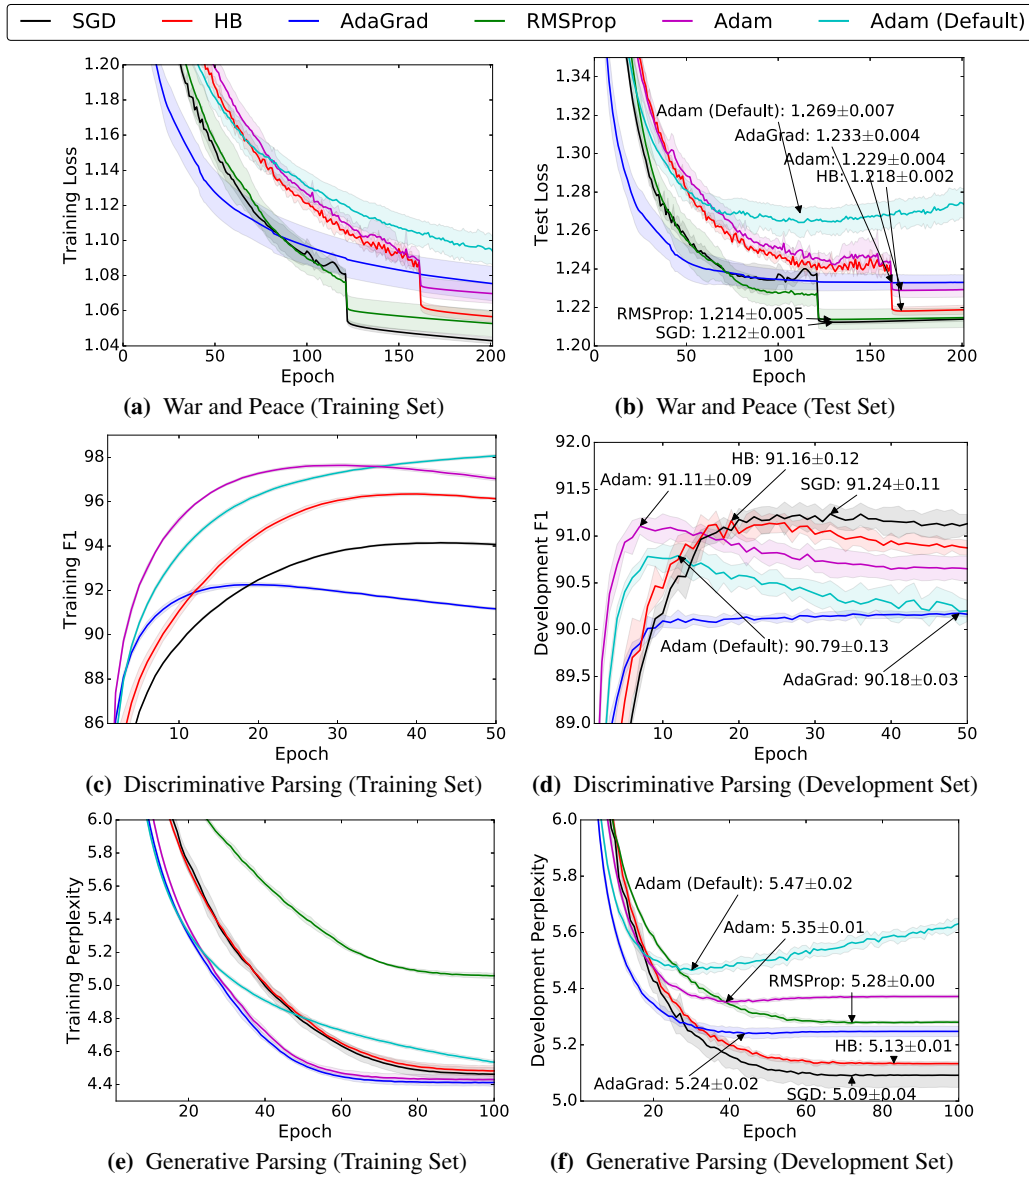 SGD HB AdaGrad RMSProp Adam Adam (Default)
1.20
1.18
1.16
1.14
1.12
1.10
1.08
1.06
1.04
Training Loss
0 50 100 150 200
Epoch
(a) War and Peace (Training Set)
1.34
1.32
1.30
1.28
1.26
1.24
1.22
1.20
Test Loss
Adam (Default): 1.269±0.007
AdaGrad: 1.233±0.004
Adam: 1.229±0.004
HB: 1.218±0.002
RMSProp: 1.214±0.005
SGD: 1.212±0.001
0 50 100 150 200
Epoch
(b) War and Peace (Test Set)
98
96
94
92
90
88
86
Training F1
10 20 30 40 50
Epoch
(c) Discriminative Parsing (Training Set)
92.0
91.5
91.0
90.5
90.0
89.5
89.0
Development F1
HB: 91.16±0.12
Adam: 91.11±0.09
SGD: 91.24±0.11
Adam (Default): 90.79±0.13
AdaGrad: 90.18±0.03
10 20 30 40 50
Epoch
(d) Discriminative Parsing (Development Set)
6.0
5.8
5.6
5.4
5.2
5.0
4.8
4.6
4.4
Training Perplexity
20 40 60 80 100
Epoch
(e) Generative Parsing (Training Set)
6.0
5.8
5.6
5.4
5.2
5.0
Development Perplexity
Adam (Default): 5.47±0.02
Adam: 5.35±0.01
RMSProp: 5.28±0.00
HB: 5.13±0.01
AdaGrad: 5.24±0.02
SGD: 5.09±0.04
20 40 60 80 100
Epoch
(f) Generative Parsing (Development Set)